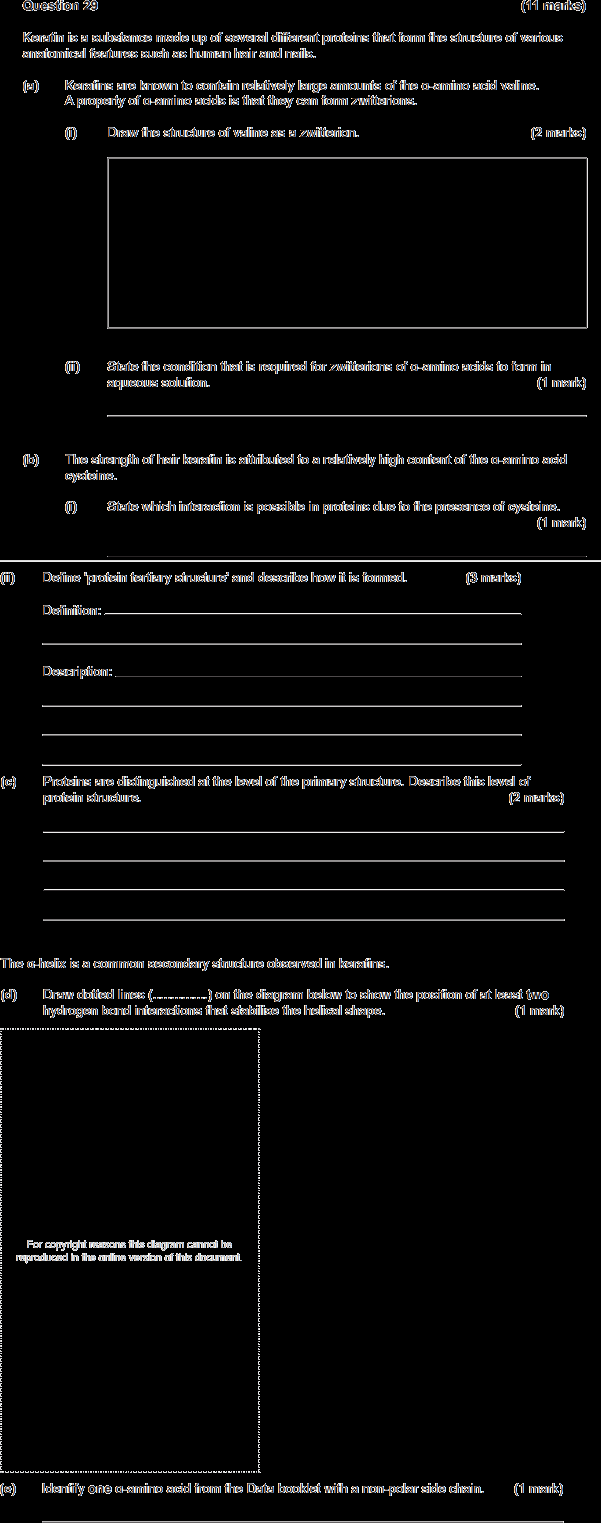 Question 29 (11 marks)
Keratin is a substance made up of several different proteins that form the structure of various
anatomical features such as human hair and nails.
(a) Keratins are known to contain relatively large amounts of the α-amino acid valine.
A property of α-amino acids is that they can form zwitterions.
(i) Draw the structure of valine as a zwitterion. (2 marks)
(ii) State the condition that is required for zwitterions of α-amino acids to form in
aqueous solution. (1 mark)
(b) The strength of hair keratin is attributed to a relatively high content of the α-amino acid
cysteine.
(i) State which interaction is possible in proteins due to the presence of cysteine.
(1 mark)
(ii) Define 'protein tertiary structure' and describe how it is formed. (3 marks)
Definition:
Description:
(c) Proteins are distinguished at the level of the primary structure. Describe this level of
protein structure. (2 marks)
The α-helix is a common secondary structure observed in keratins.
(d) Draw dotted lines (................) on the diagram below to show the position of at least two
hydrogen bond interactions that stabilise the helical shape. (1 mark)
For copyright reasons this diagram cannot be
reproduced in the online version of this document.
(e) Identify one α-amino acid from the Data booklet with a non-polar side chain. (1 mark)